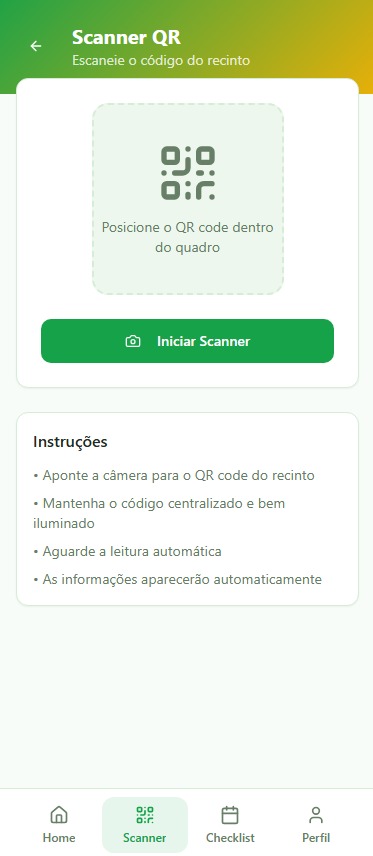 Scanner QR
Escaneie o código do recinto
Posicione o QR code dentro
do quadro
Iniciar Scanner
Instruções
• Aponte a câmera para o QR code do recinto
• Mantenha o código centralizado e bem
iluminado
• Aguarde a leitura automática
• As informações aparecerão automaticamente
Home
Scanner
Checklist
Perfil